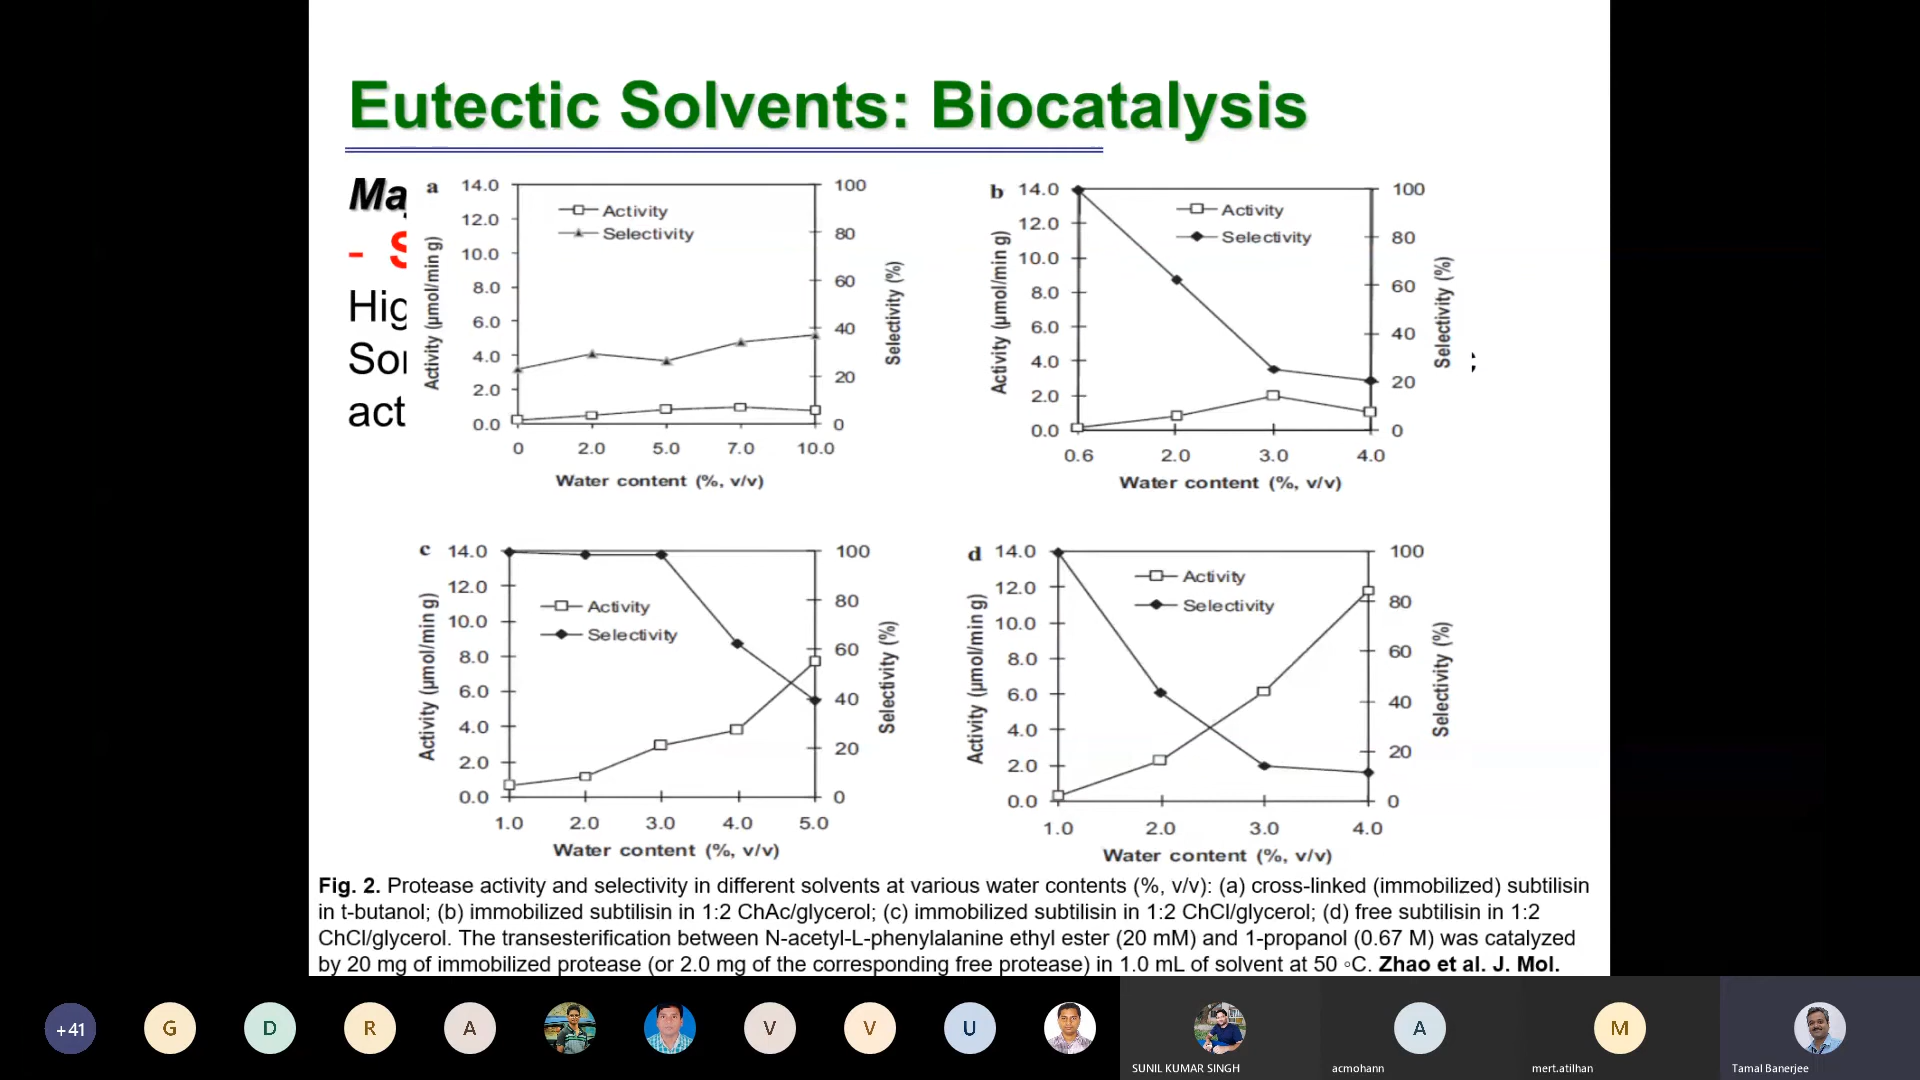 Eutectic Solvents: Biocatalysis
a
14.0
12.0
10.0
8.0
6.0
4.0
2.0
0.0
100
80
60
40
20
0
Activity
Selectivity
Activity (µmol/min g)
Selectivity (%)
0 2.0 5.0 7.0 10.0
Water content (%, v/v)
b
14.0
12.0
10.0
8.0
6.0
4.0
2.0
0.0
100
80
60
40
20
0
Activity
Selectivity
Activity (µmol/min g)
Selectivity (%)
0.6 2.0 3.0 4.0
Water content (%, v/v)
c
14.0
12.0
10.0
8.0
6.0
4.0
2.0
0.0
100
80
60
40
20
0
Activity
Selectivity
Activity (µmol/min g)
Selectivity (%)
1.0 2.0 3.0 4.0 5.0
Water content (%, v/v)
d
14.0
12.0
10.0
8.0
6.0
4.0
2.0
0.0
100
80
60
40
20
0
Activity
Selectivity
Activity (µmol/min g)
Selectivity (%)
1.0 2.0 3.0 4.0
Water content (%, v/v)
Fig. 2. Protease activity and selectivity in different solvents at various water contents (%, v/v): (a) cross-linked (immobilized) subtilisin
in t-butanol; (b) immobilized subtilisin in 1:2 ChAc/glycerol; (c) immobilized subtilisin in 1:2 ChCl/glycerol; (d) free subtilisin in 1:2
ChCl/glycerol. The transesterification between N-acetyl-L-phenylalanine ethyl ester (20 mM) and 1-propanol (0.67 M) was catalyzed
by 20 mg of immobilized protease (or 2.0 mg of the corresponding free protease) in 1.0 mL of solvent at 50 ◦C. Zhao et al. J. Mol.
+41 G D R A V V U A M
SUNIL KUMAR SINGH acmohann mert.atilhan Tamal Banerjee